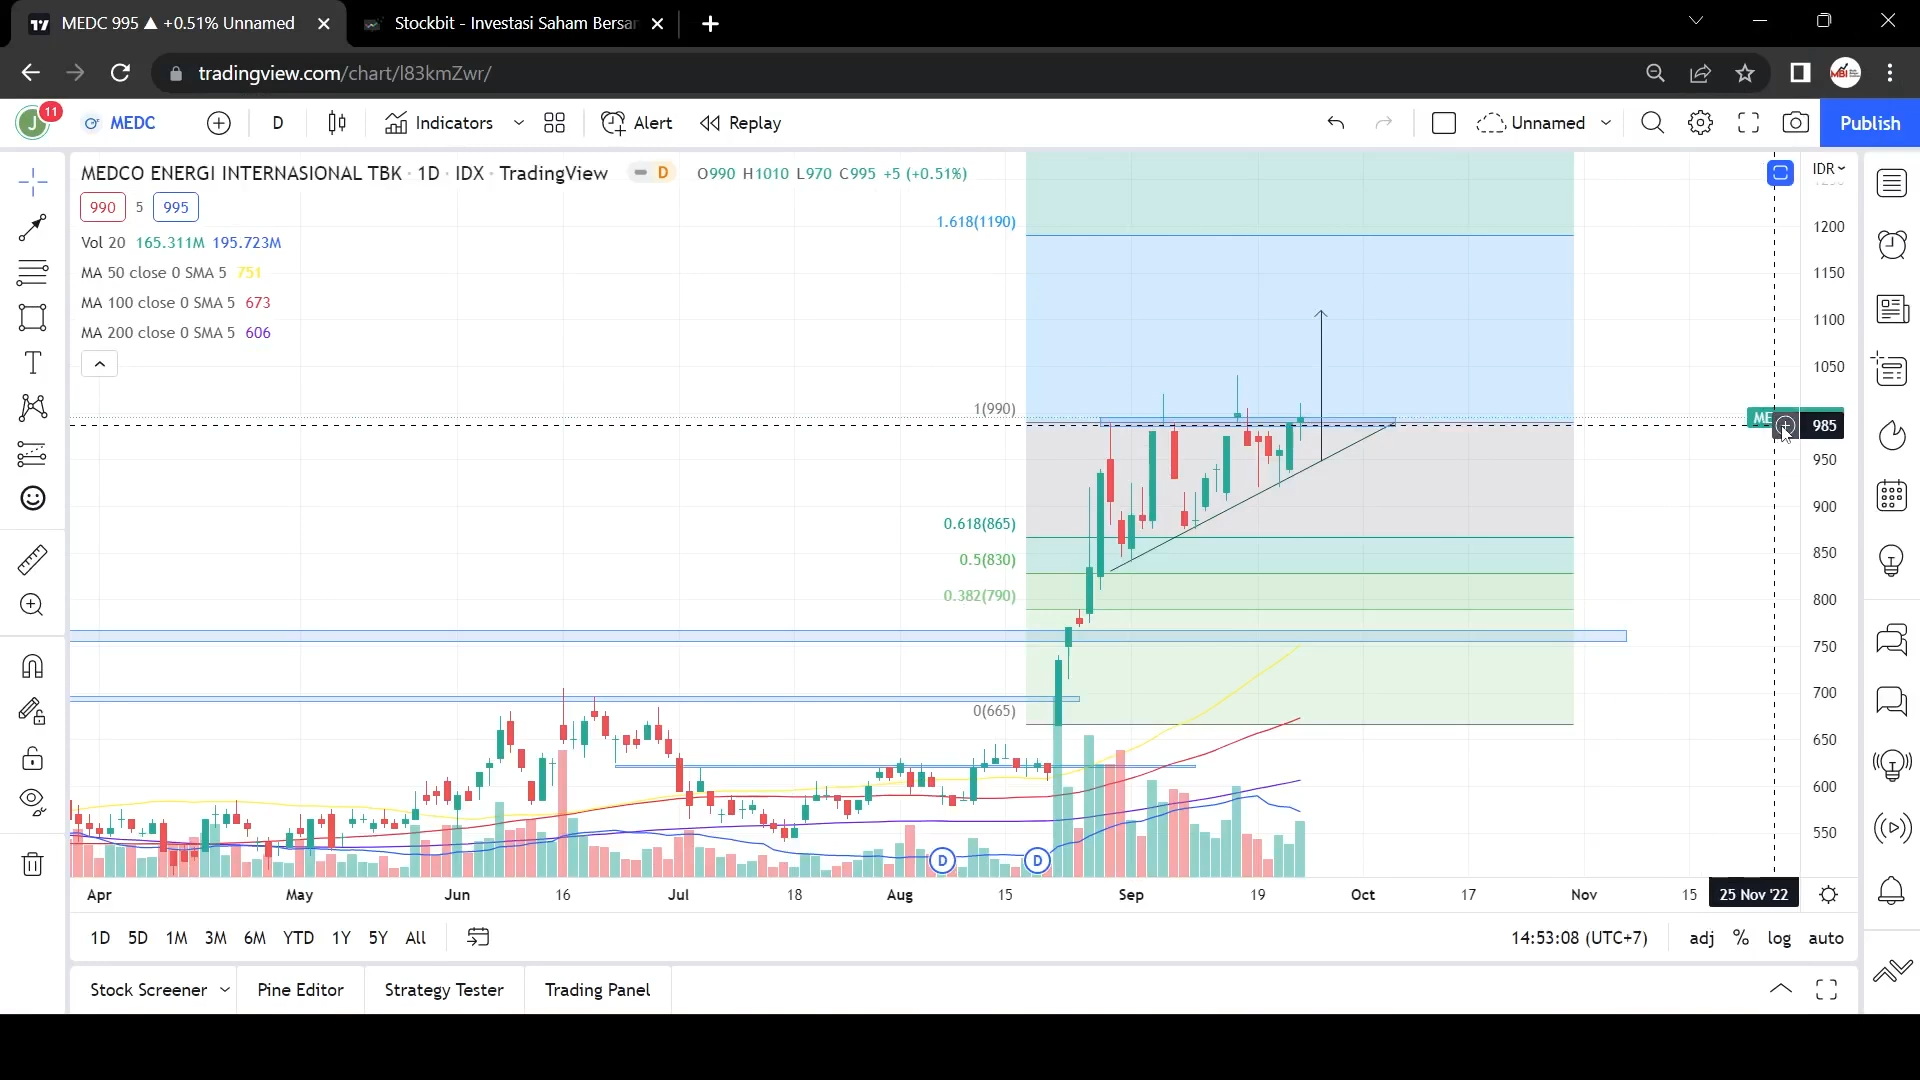 MEDC 995 ▲ +0.51% Unnamed
Stockbit - Investasi Saham Bersar
tradingview.com/chart/l83kmZwr/
J 11 MEDC D Indicators Alert Replay Unnamed Publish
MEDCO ENERGI INTERNASIONAL TBK · 1D · IDX · TradingView D O990 H1010 L970 C995 +5 (+0.51%)
IDR
990 5 995
Vol 20 165.311M 195.723M
MA 50 close 0 SMA 5 751
MA 100 close 0 SMA 5 673
MA 200 close 0 SMA 5 606
1.618(1190)
1(990)
0.618(865)
0.5(830)
0.382(790)
0(665)
1200
1150
1100
1050
ME
985
950
900
850
800
750
700
650
600
550
D D
Apr May Jun 16 Jul 18 Aug 15 Sep 19 Oct 17 Nov 15 25 Nov '22
1D 5D 1M 3M 6M YTD 1Y 5Y All 14:53:08 (UTC+7) adj % log auto
Stock Screener Pine Editor Strategy Tester Trading Panel